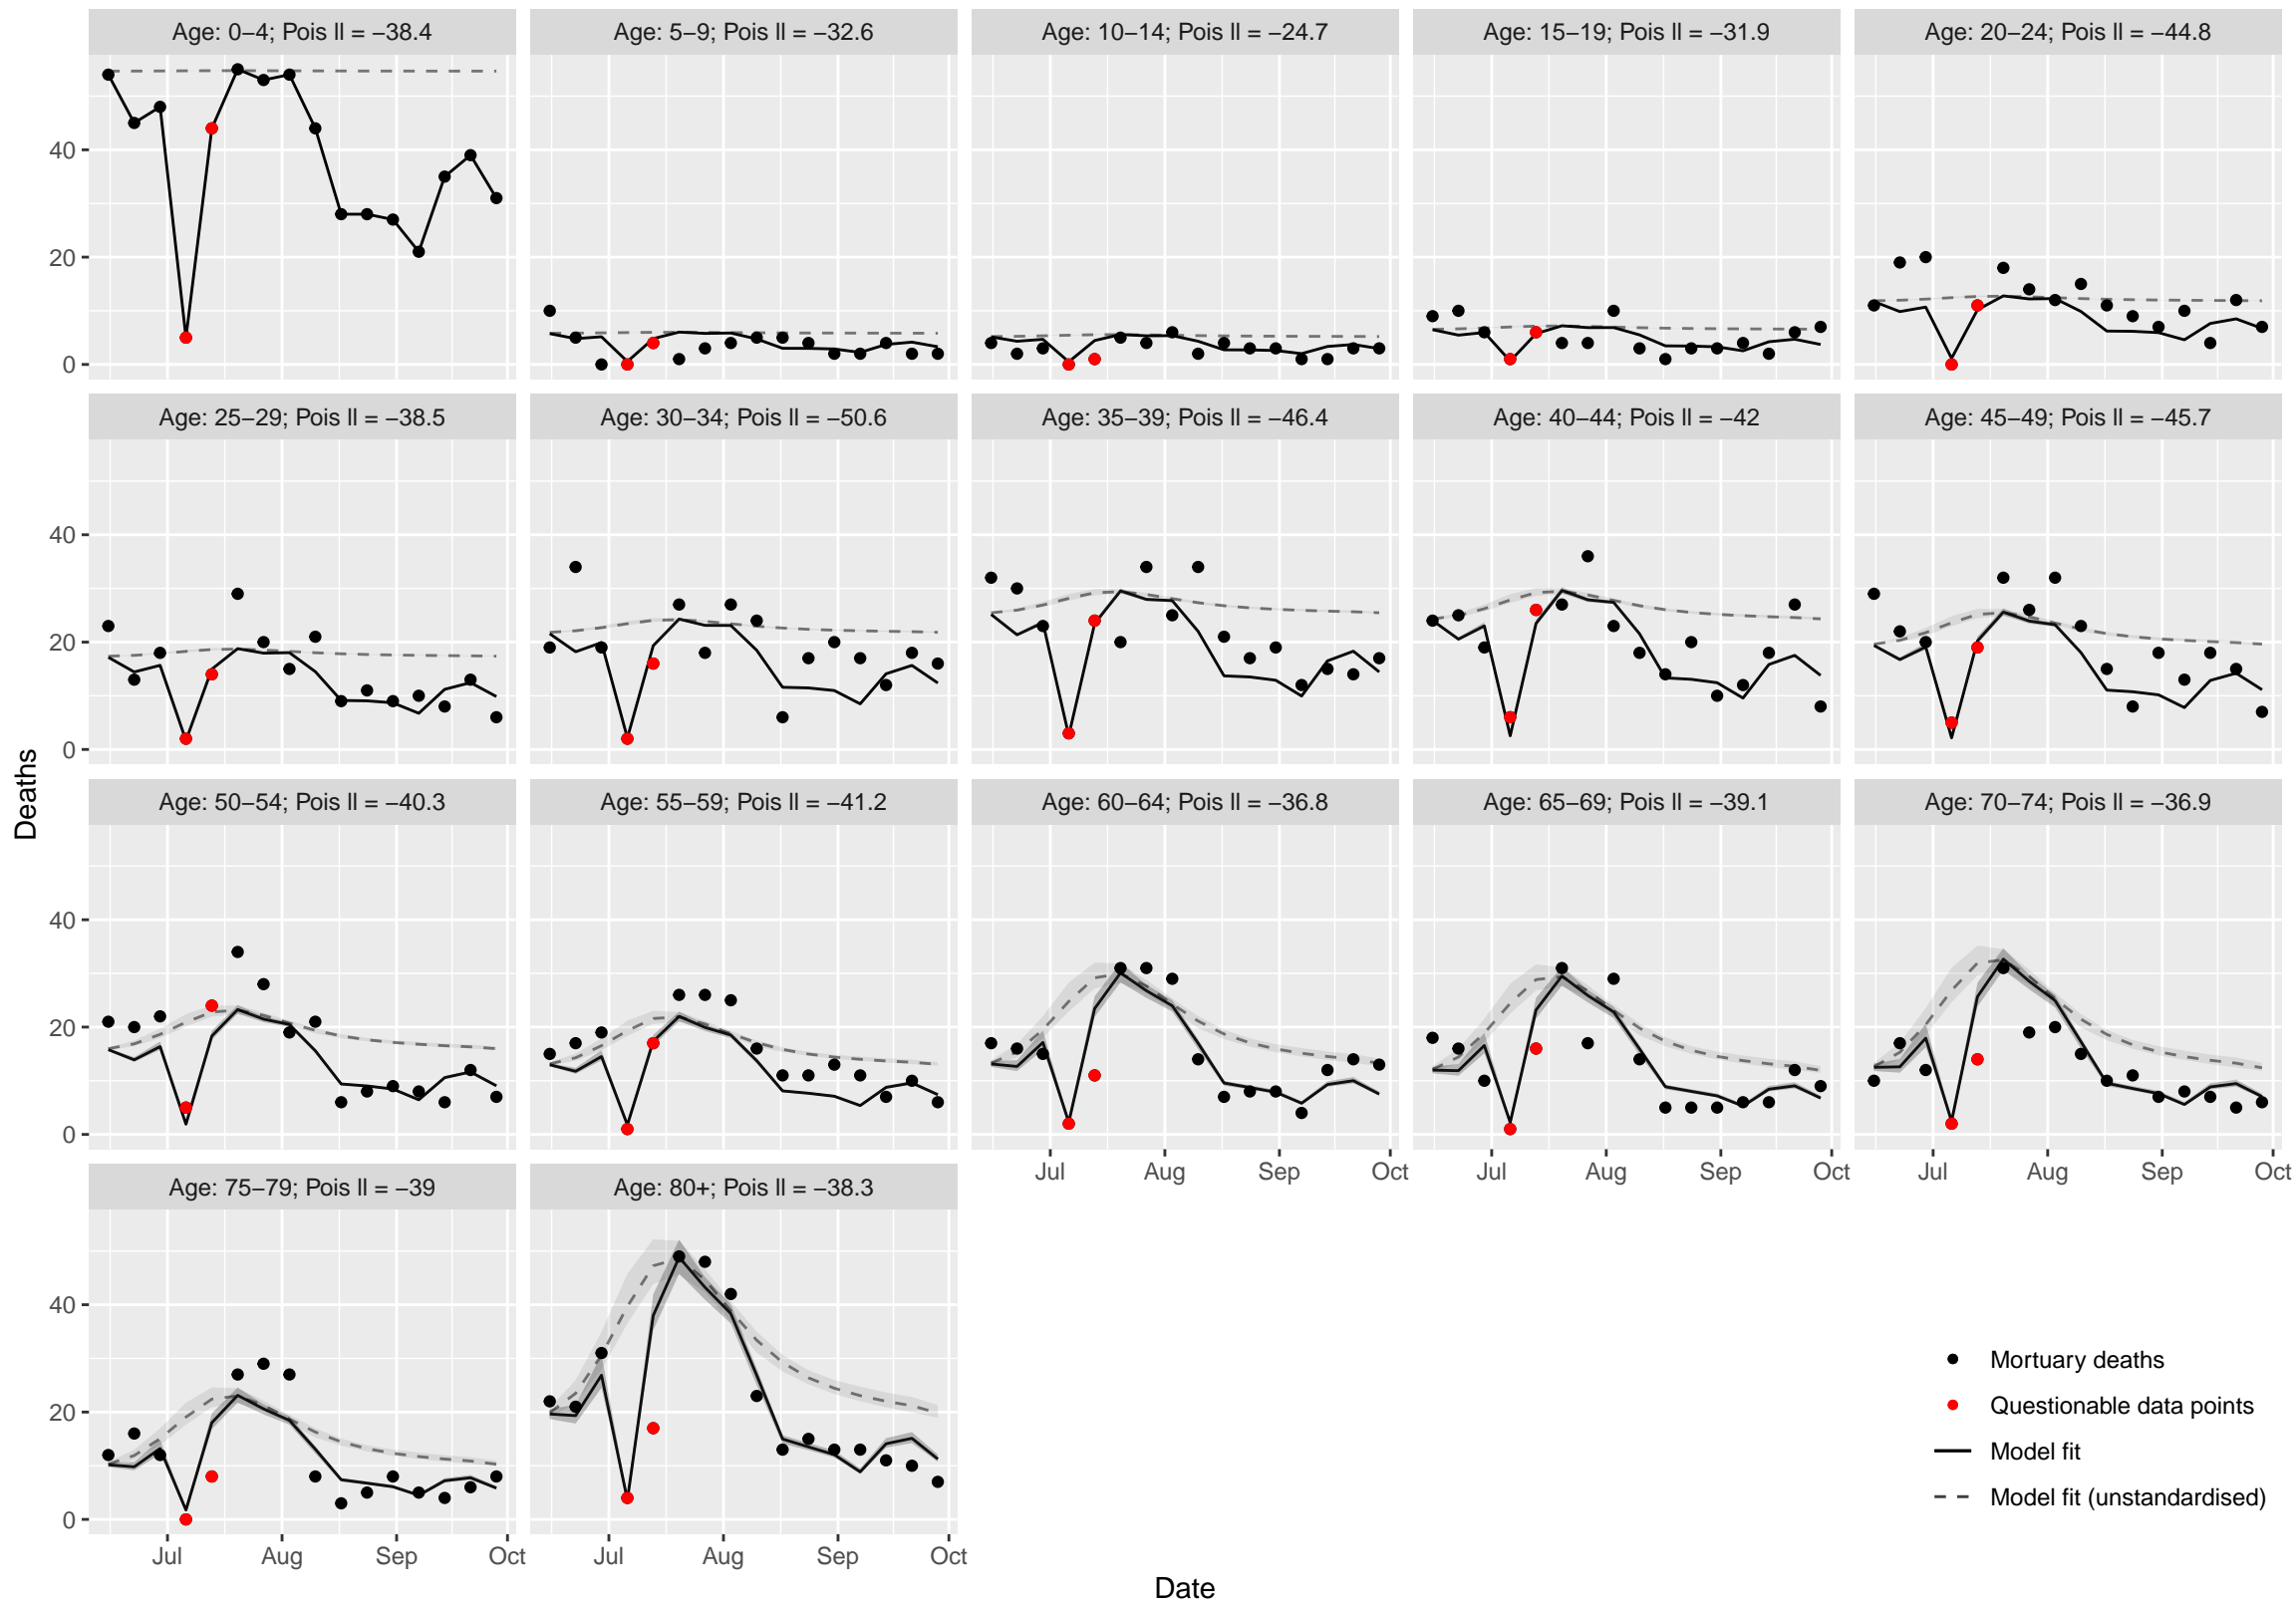 Age: 0−4; Pois ll = −38.4
Age: 5−9; Pois ll = −32.6
Age: 10−14; Pois ll = −24.7
Age: 15−19; Pois ll = −31.9
Age: 20−24; Pois ll = −44.8
40
20
0
Age: 25−29; Pois ll = −38.5
Age: 30−34; Pois ll = −50.6
Age: 35−39; Pois ll = −46.4
Age: 40−44; Pois ll = −42
Age: 45−49; Pois ll = −45.7
40
20
0
Deaths
Age: 50−54; Pois ll = −40.3
Age: 55−59; Pois ll = −41.2
Age: 60−64; Pois ll = −36.8
Age: 65−69; Pois ll = −39.1
Age: 70−74; Pois ll = −36.9
40
20
0
Jul Aug Sep Oct
Jul Aug Sep Oct
Jul Aug Sep Oct
Age: 75−79; Pois ll = −39
Age: 80+; Pois ll = −38.3
40
20
0
Jul Aug Sep Oct
Jul Aug Sep Oct
Mortuary deaths
Questionable data points
Model fit
Model fit (unstandardised)
Date